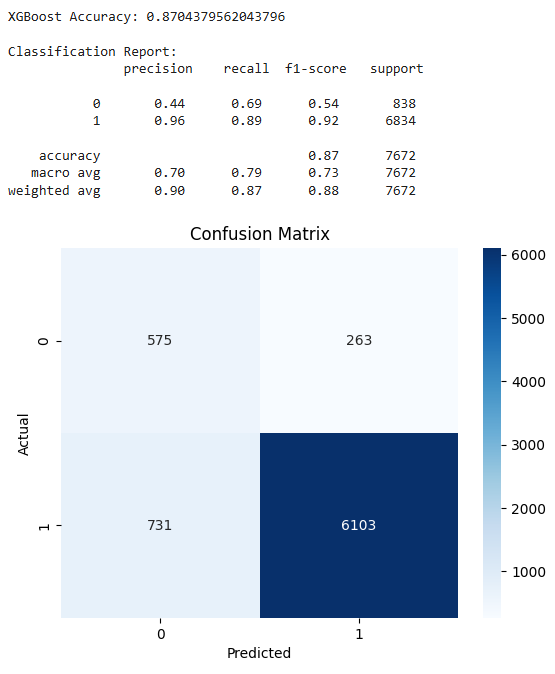 XGBoost Accuracy: 0.8704379562043796
Classification Report:
precision recall f1-score support
0 0.44 0.69 0.54 838
1 0.96 0.89 0.92 6834
accuracy 0.87 7672
macro avg 0.70 0.79 0.73 7672
weighted avg 0.90 0.87 0.88 7672
Confusion Matrix
6000
5000
4000
3000
2000
1000
0 575 263
Actual
1 731 6103
0 1
Predicted